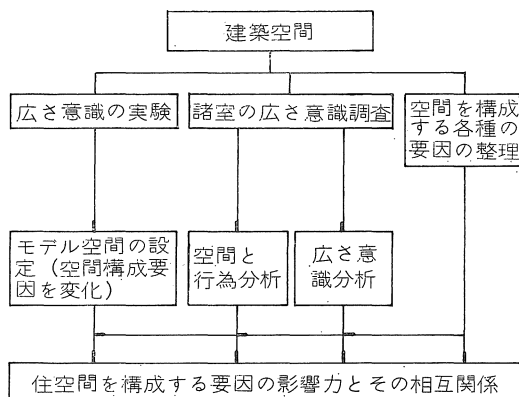 建築空間
広さ意識の実験
諸室の広さ意識調査
空間を構成
する各種の
要因の整理
モデル空間の設
定（空間構成要
因を変化）
空間と
行為分析
広さ意
識分析
住空間を構成する要因の影響力とその相互関係